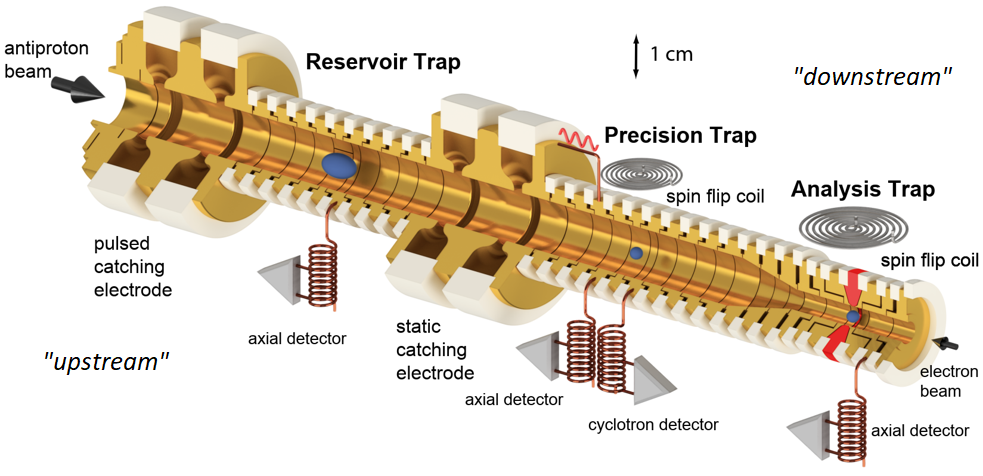 antiproton
beam
Reservoir Trap
1 cm
"downstream"
Precision Trap
spin flip coil
Analysis Trap
spin flip coil
pulsed
catching
electrode
axial detector
"upstream"
static
catching
electrode
axial detector
cyclotron detector
electron
beam
axial detector